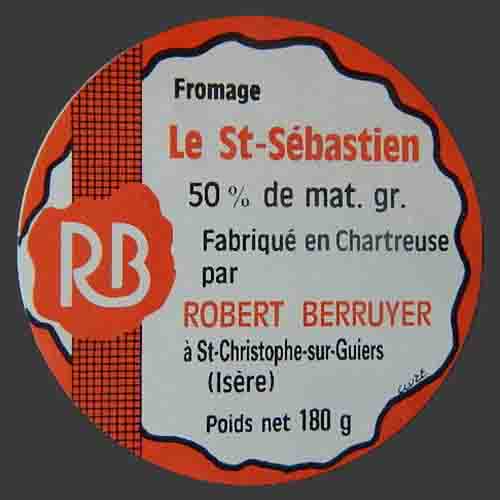 Fromage
Le St-Sébastien
50 % de mat. gr.
Fabriqué en Chartreuse
par
RB
ROBERT BERRUYER
à St-Christophe-sur-Guiers
(Isère)
Poids net 180 g